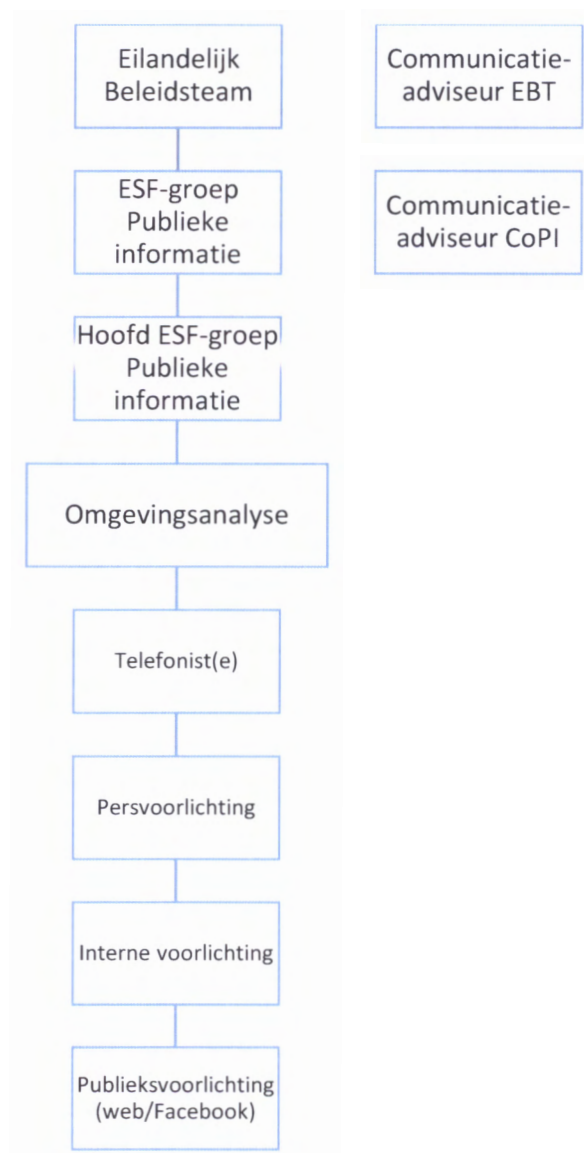 Eilandelijk
Beleidsteam
Communicatie-
adviseur EBT
ESF-groep
Publieke
informatie
Communicatie-
adviseur CoPI
Hoofd ESF-groep
Publieke
informatie
Omgevingsanalyse
Telefonist(e)
Persvoorlichting
Interne voorlichting
Publieksvoorlichting
(web/Facebook)